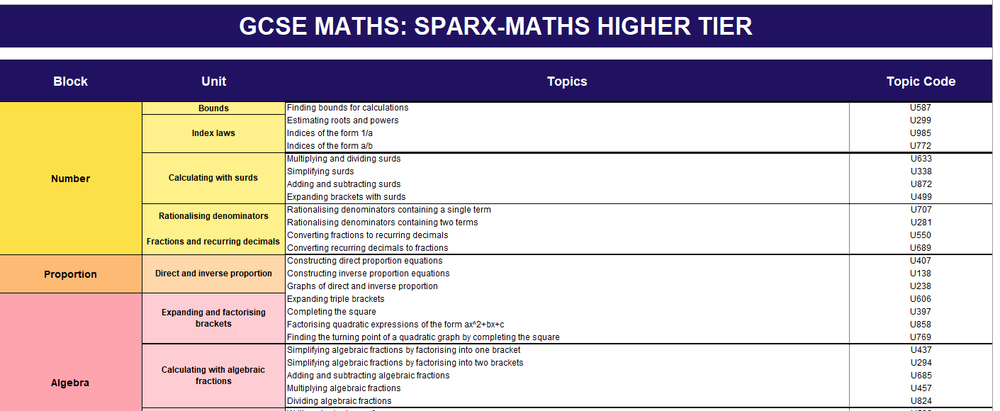 GCSE MATHS: SPARX-MATHS HIGHER TIER
Block Unit Topics Topic Code
Number
Bounds
Finding bounds for calculations U587
Index laws
Estimating roots and powers U299
Indices of the form 1/a U985
Indices of the form a/b U772
Calculating with surds
Multiplying and dividing surds U633
Simplifying surds U338
Adding and subtracting surds U872
Expanding brackets with surds U499
Rationalising denominators
Rationalising denominators containing a single term U707
Rationalising denominators containing two terms U281
Fractions and recurring decimals
Converting fractions to recurring decimals U550
Converting recurring decimals to fractions U689
Proportion
Direct and inverse proportion
Constructing direct proportion equations U407
Constructing inverse proportion equations U138
Graphs of direct and inverse proportion U238
Algebra
Expanding and factorising
brackets
Expanding triple brackets U606
Completing the square U397
Factorising quadratic expressions of the form ax^2+bx+c U858
Finding the turning point of a quadratic graph by completing the square U769
Calculating with algebraic
fractions
Simplifying algebraic fractions by factorising into one bracket U437
Simplifying algebraic fractions by factorising into two brackets U294
Adding and subtracting algebraic fractions U685
Multiplying algebraic fractions U457
Dividing algebraic fractions U824